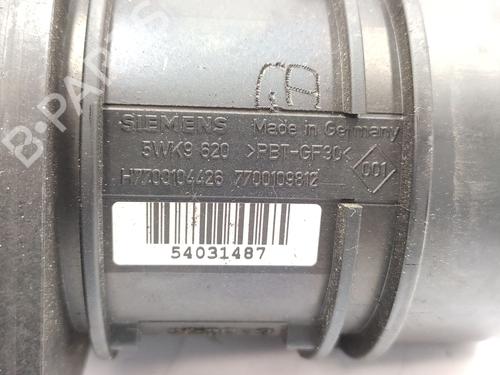 B-PARTS
SIEMENS Made in Germany
5WK9 620 >PBT-GF30< 001
H7700104426 7700109812
54031487